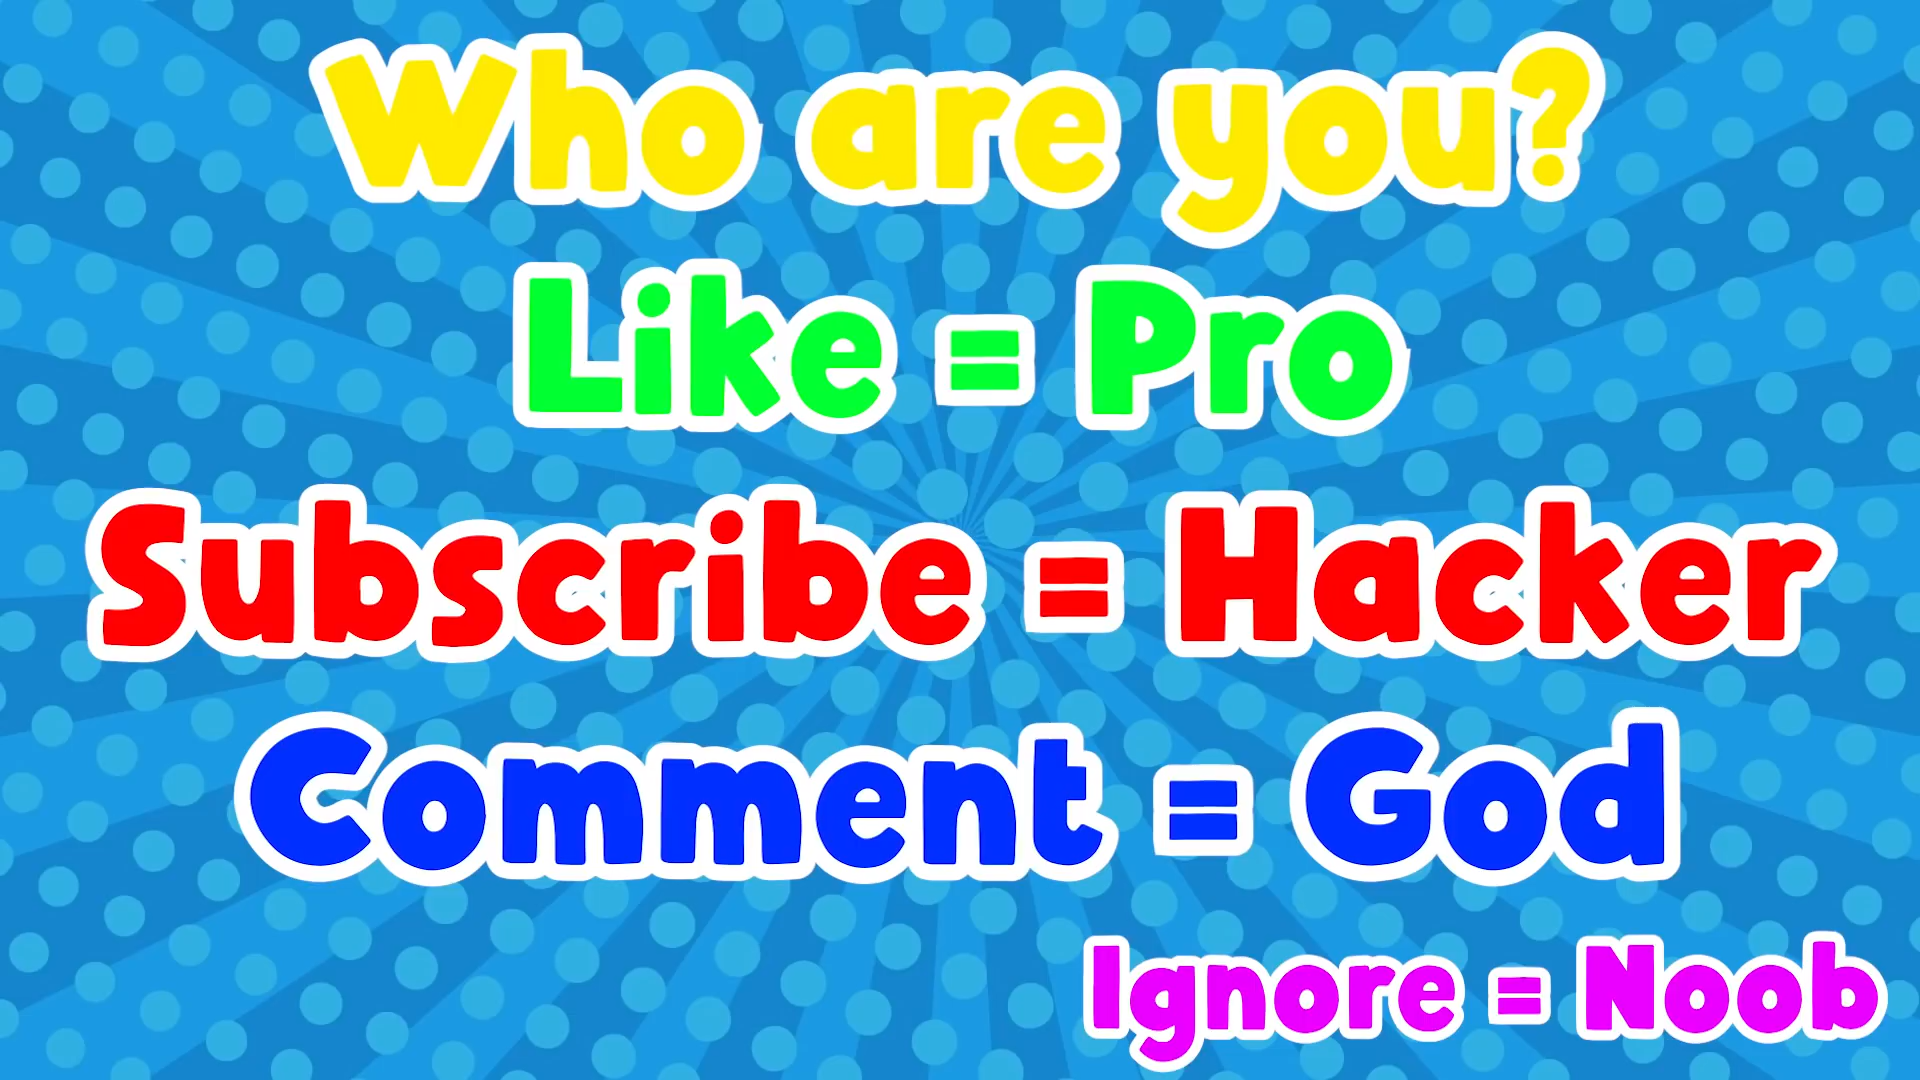 Who are you?
Like = Pro
Subscribe = Hacker
Comment = God
Ignore = Noob